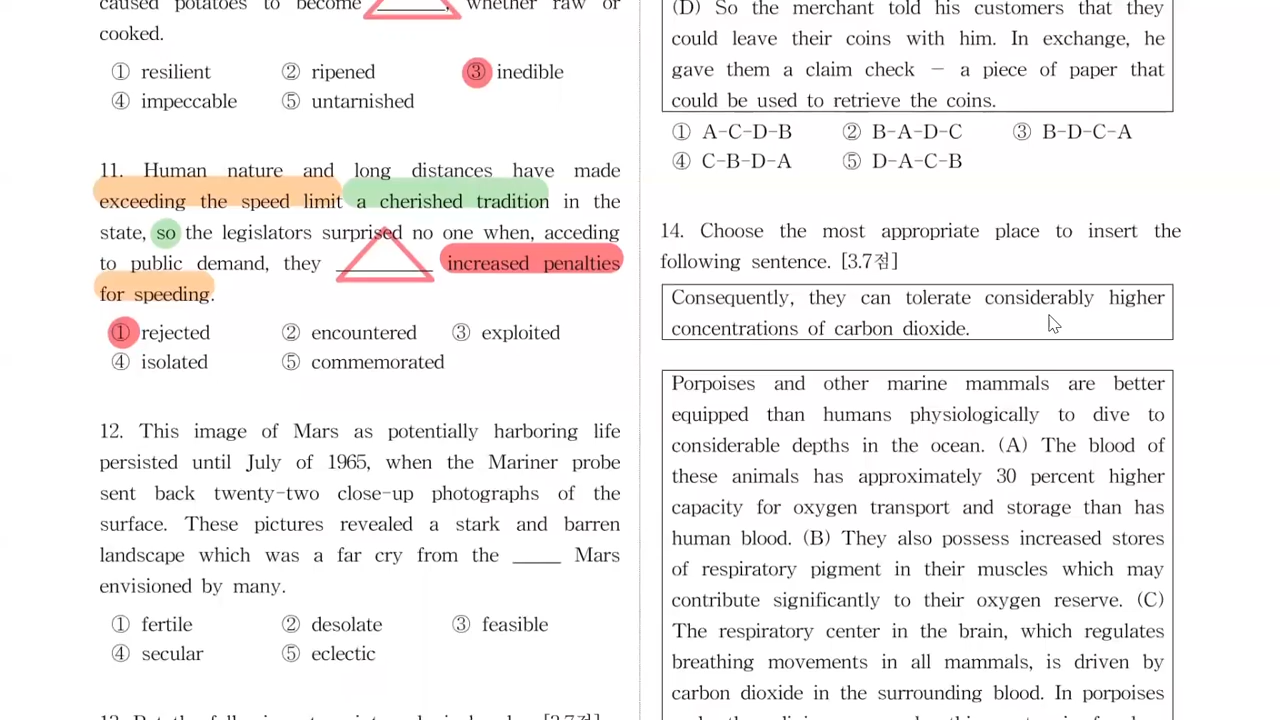 caused potatoes to become ______, whether raw or
cooked.
① resilient ② ripened ③ inedible
④ impeccable ⑤ untarnished
11. Human nature and long distances have made
exceeding the speed limit a cherished tradition in the
state, so the legislators surprised no one when, acceding
to public demand, they ______ increased penalties
for speeding.
① rejected ② encountered ③ exploited
④ isolated ⑤ commemorated
12. This image of Mars as potentially harboring life
persisted until July of 1965, when the Mariner probe
sent back twenty-two close-up photographs of the
surface. These pictures revealed a stark and barren
landscape which was a far cry from the _____ Mars
envisioned by many.
① fertile ② desolate ③ feasible
④ secular ⑤ eclectic
(D) So the merchant told his customers that they
could leave their coins with him. In exchange, he
gave them a claim check - a piece of paper that
could be used to retrieve the coins.
① A-C-D-B ② B-A-D-C ③ B-D-C-A
④ C-B-D-A ⑤ D-A-C-B
14. Choose the most appropriate place to insert the
following sentence. [3.7점]
Consequently, they can tolerate considerably higher
concentrations of carbon dioxide.
Porpoises and other marine mammals are better
equipped than humans physiologically to dive to
considerable depths in the ocean. (A) The blood of
these animals has approximately 30 percent higher
capacity for oxygen transport and storage than has
human blood. (B) They also possess increased stores
of respiratory pigment in their muscles which may
contribute significantly to their oxygen reserve. (C)
The respiratory center in the brain, which regulates
breathing movements in all mammals, is driven by
carbon dioxide in the surrounding blood. In porpoises